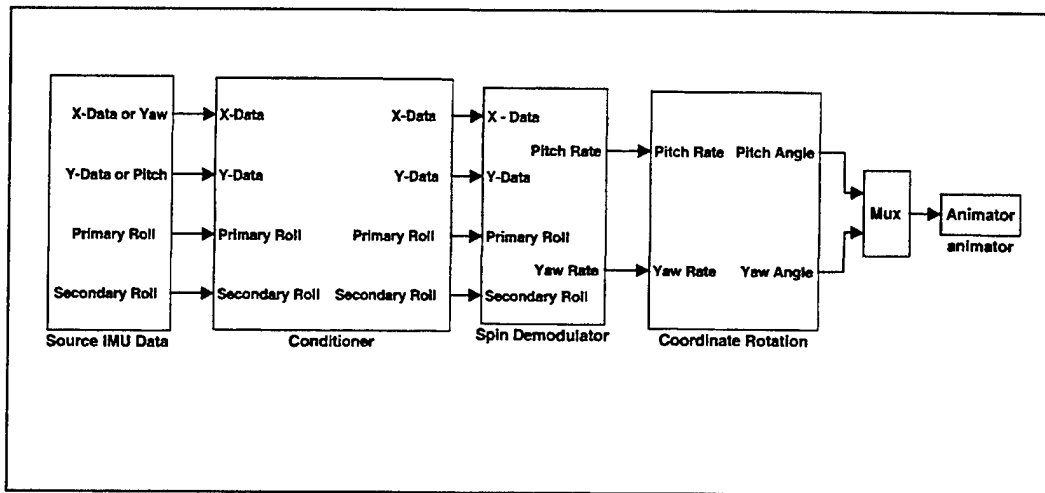 X-Data or Yaw
Y-Data or Pitch
Primary Roll
Secondary Roll
Source IMU Data
X-Data
Y-Data
Primary Roll
Secondary Roll
X-Data
Y-Data
Primary Roll
Secondary Roll
Conditioner
X - Data
Pitch Rate
Y-Data
Primary Roll
Yaw Rate
Secondary Roll
Spin Demodulator
Pitch Rate
Yaw Rate
Pitch Angle
Yaw Angle
Coordinate Rotation
Mux
Animator
animator